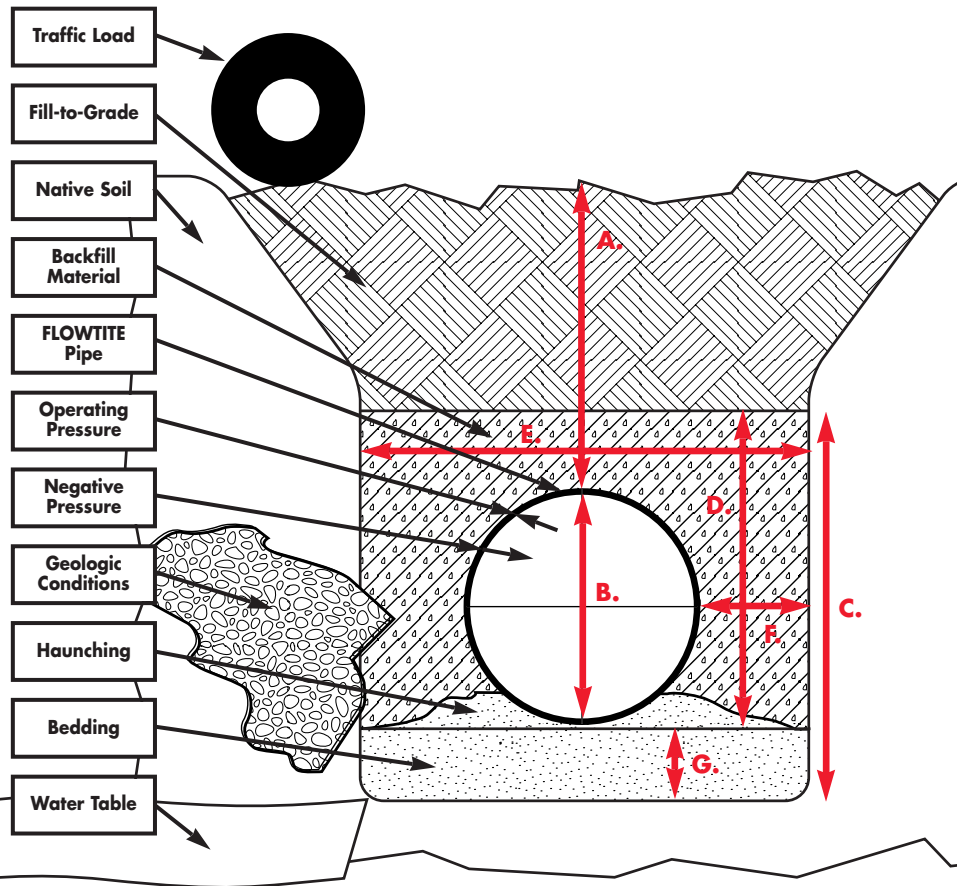 Traffic Load
Fill-to-Grade
Native Soil
Backfill
Material
FLOWTITE
Pipe
Operating
Pressure
Negative
Pressure
Geologic
Conditions
Haunching
Bedding
Water Table
A.
E.
D.
B.
F.
C.
G.